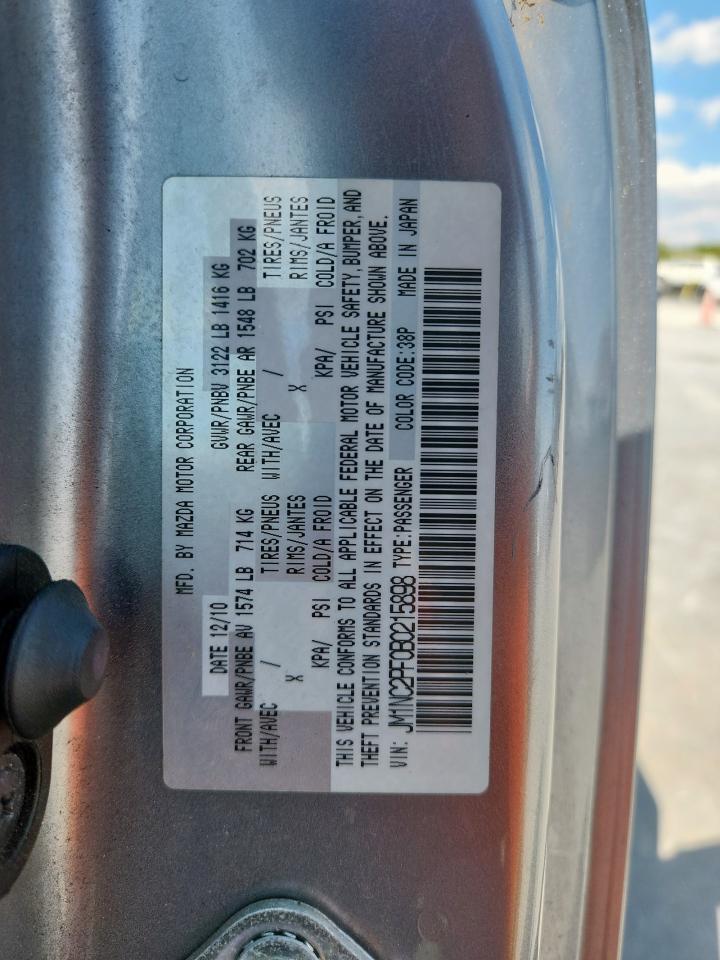 MFD. BY MAZDA MOTOR CORPORATION
DATE 12/10 GVWR/PNBV 3122 LB 1416 KG
FRONT GAWR/PNBE AV 1574 LB 714 KG REAR GAWR/PNBE AR 1548 LB 702 KG
WITH/AVEC / TIRES/PNEUS WITH/AVEC / TIRES/PNEUS
X RIMS/JANTES X RIMS/JANTES
KPA/ PSI COLD/A FROID KPA/ PSI COLD/A FROID
THIS VEHICLE CONFORMS TO ALL APPLICABLE FEDERAL MOTOR VEHICLE SAFETY, BUMPER, AND
THEFT PREVENTION STANDARDS IN EFFECT ON THE DATE OF MANUFACTURE SHOWN ABOVE.
VIN: JM1NC2PF0B0215898 TYPE:PASSENGER COLOR CODE:38P MADE IN JAPAN